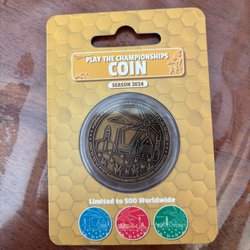 PLAY THE CHAMPIONSHIPS
COIN
SEASON 2024
Limited to 500 Worldwide